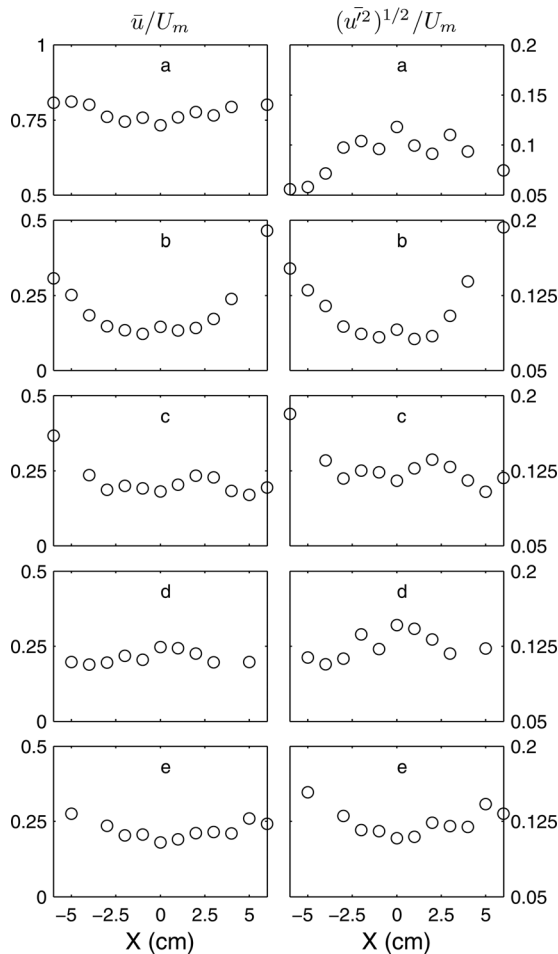 ū/U_m (u̅'²)^{1/2}/U_m
1 a a 0.2
0.15
0.75 0.1
0.5 0.05
0.5 b b 0.2
0.25 0.125
0 0.05
0.5 c c 0.2
0.25 0.125
0 0.05
0.5 d d 0.2
0.25 0.125
0 0.05
0.5 e e 0.2
0.25 0.125
0 0.05
−5 −2.5 0 2.5 5 −5 −2.5 0 2.5 5
X (cm) X (cm)